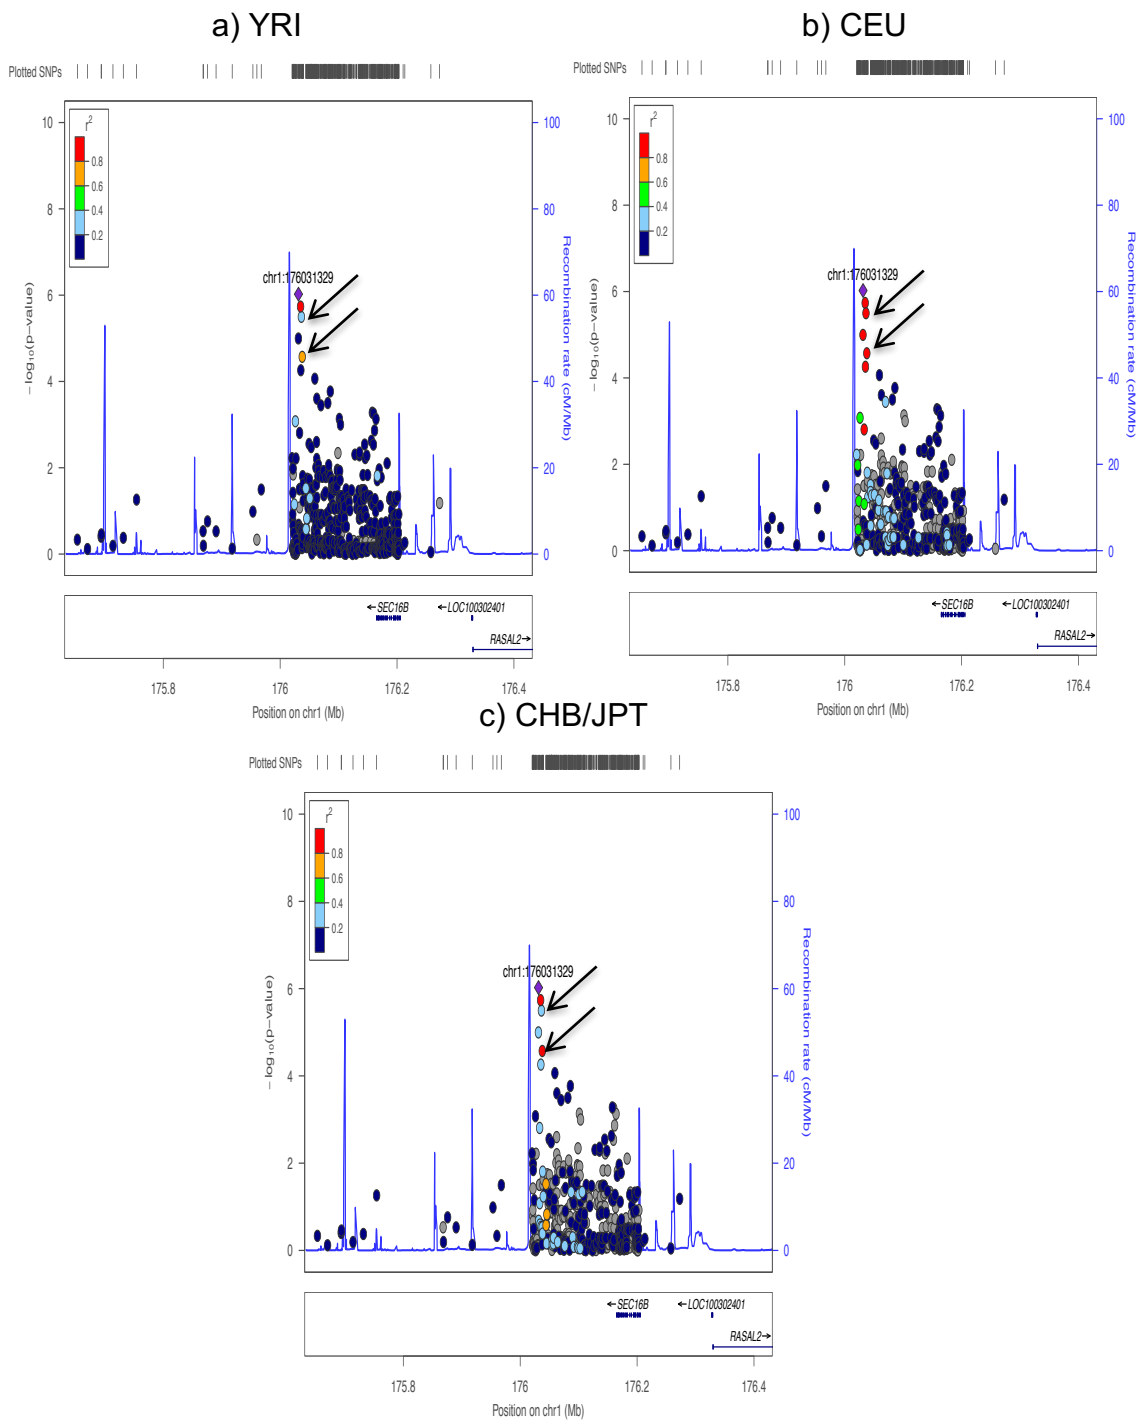 a) YRI
b) CEU
Plotted SNPs
Plotted SNPs
r2
0.8
0.6
0.4
0.2
10
8
6
4
2
0
100
80
60
40
20
0
− log10(p−value)
Recombination rate (cM/Mb)
chr1:176031329
SEC16B
LOC100302401
RASAL2
175.8
176
176.2
176.4
Position on chr1 (Mb)
r2
0.8
0.6
0.4
0.2
10
8
6
4
2
0
100
80
60
40
20
0
− log10(p−value)
Recombination rate (cM/Mb)
chr1:176031329
SEC16B
LOC100302401
RASAL2
175.8
176
176.2
176.4
Position on chr1 (Mb)
c) CHB/JPT
Plotted SNPs
r2
0.8
0.6
0.4
0.2
10
8
6
4
2
0
100
80
60
40
20
0
− log10(p−value)
Recombination rate (cM/Mb)
chr1:176031329
SEC16B
LOC100302401
RASAL2
175.8
176
176.2
176.4
Position on chr1 (Mb)